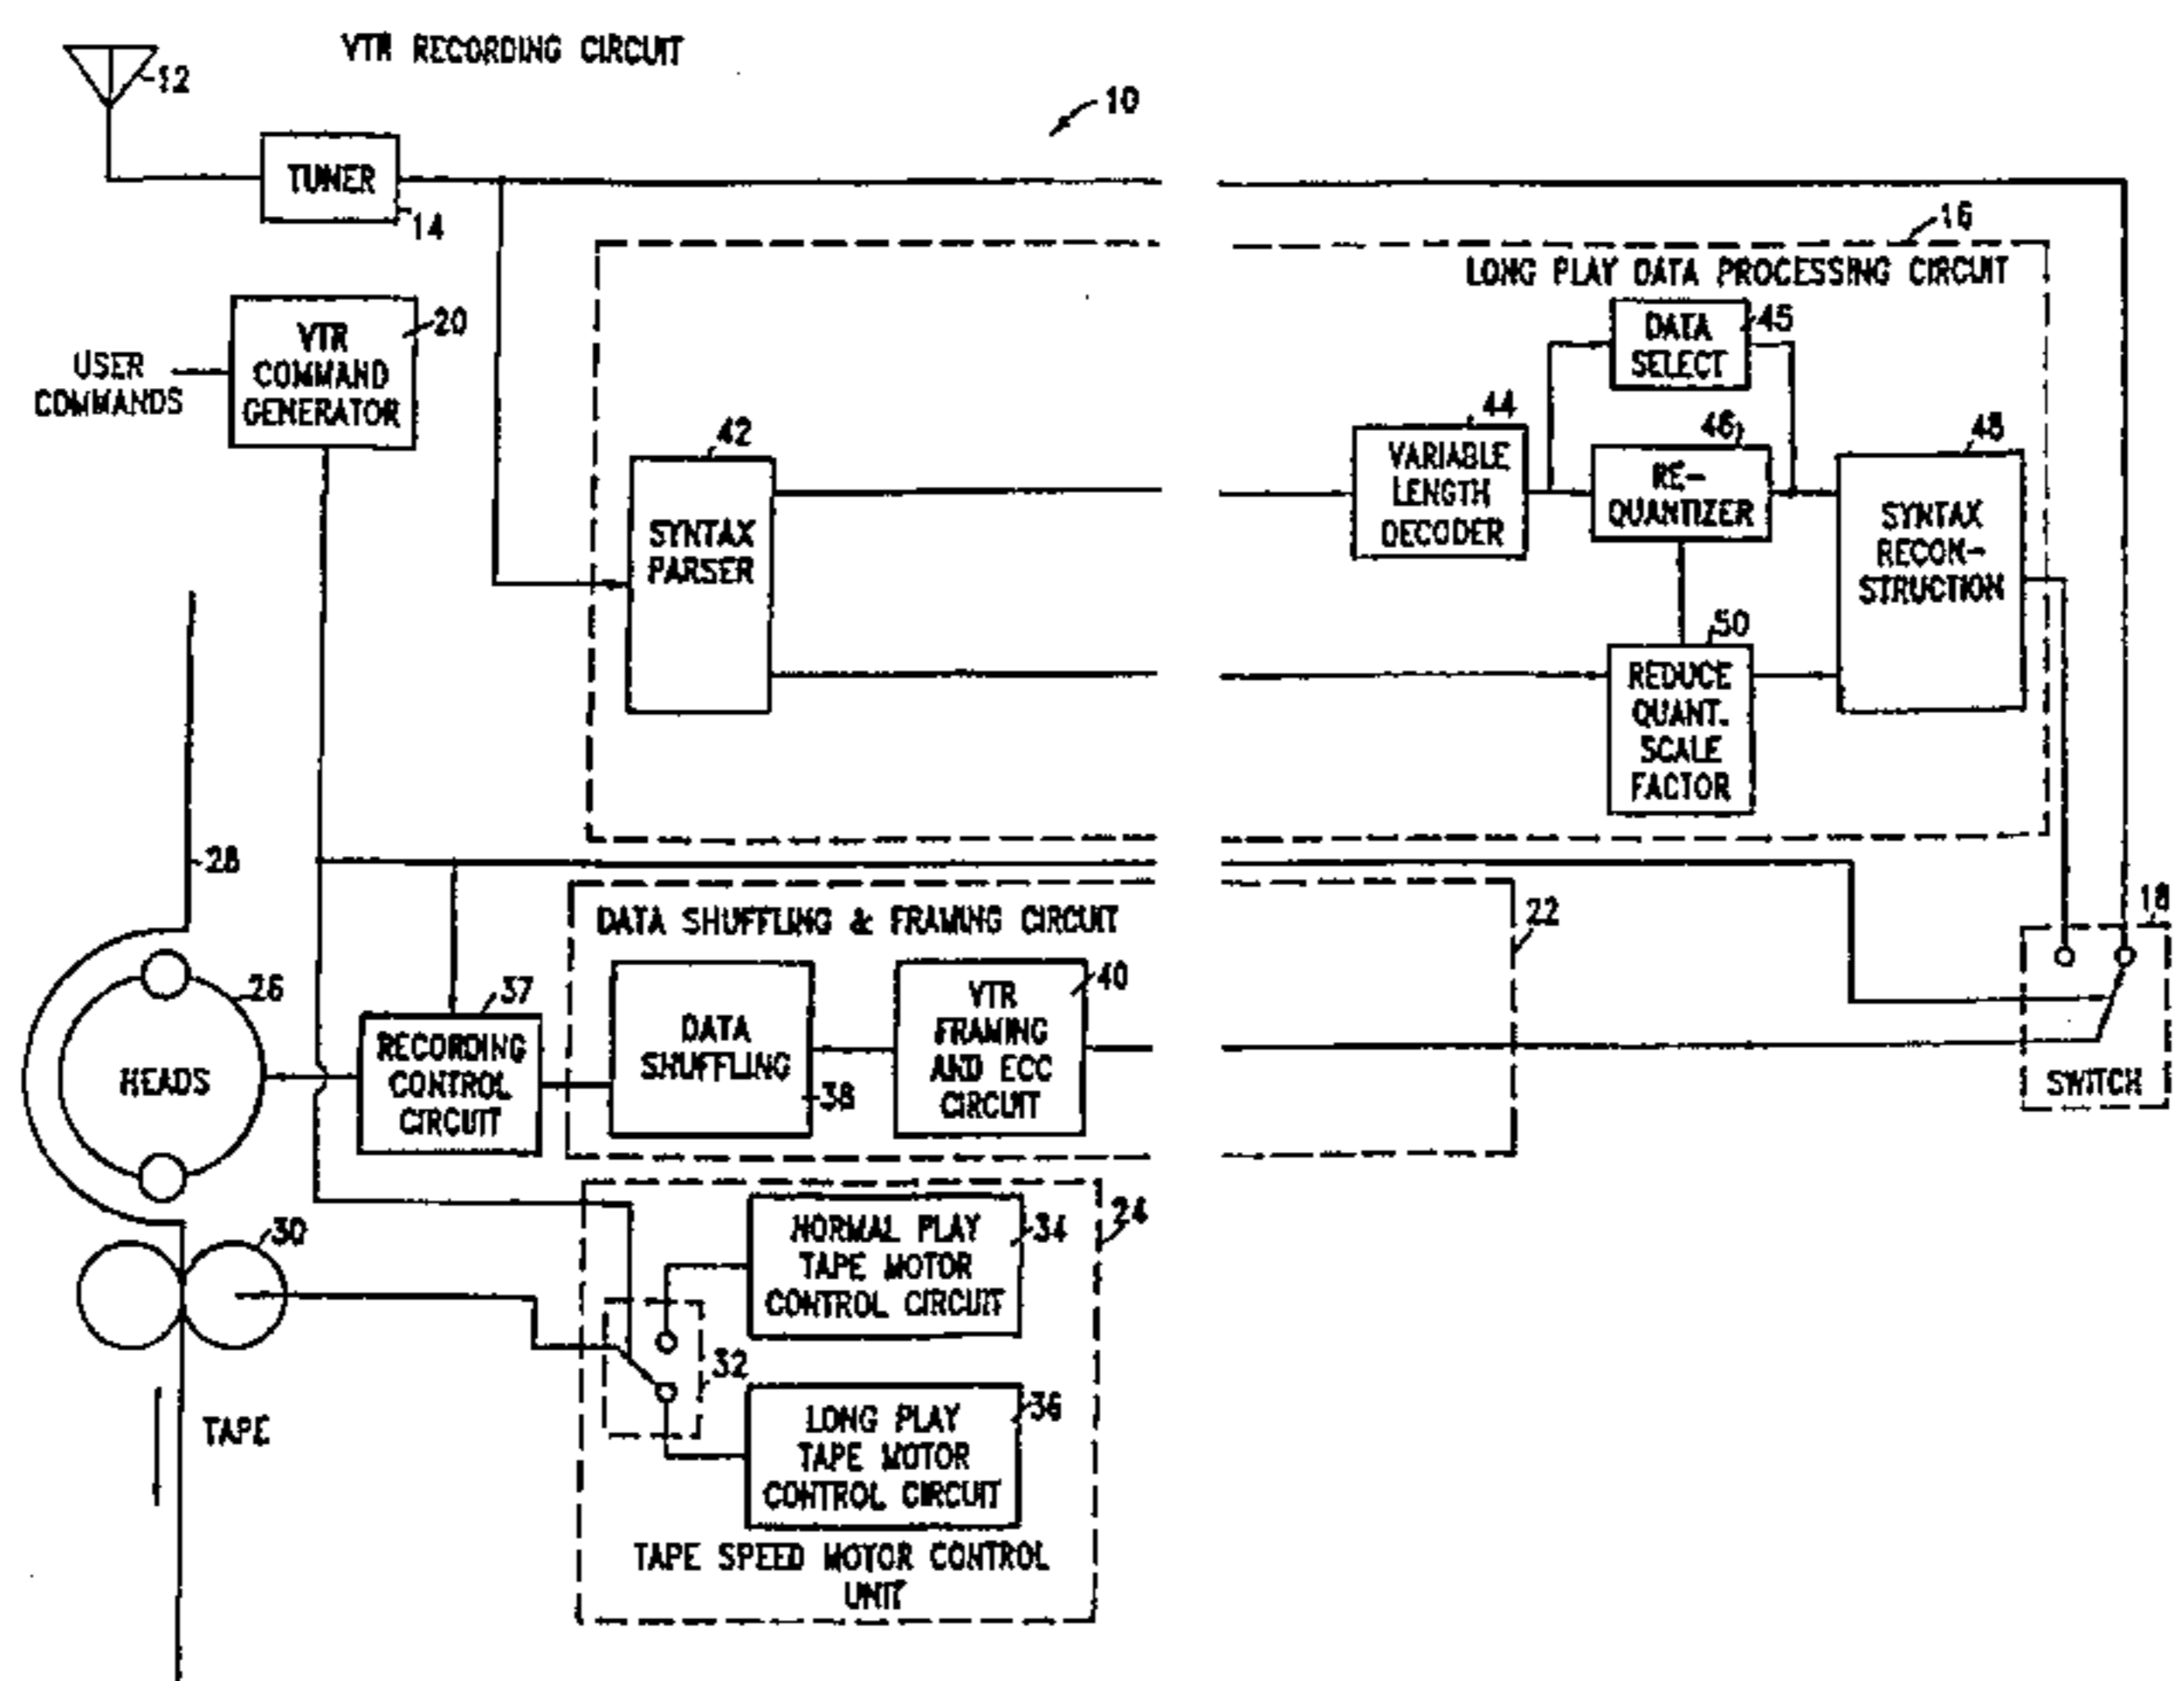 VTR RECORDING CIRCUIT
12
10
TUNER
14
16
LONG PLAY DATA PROCESSING CIRCUIT
VTR
COMMAND
GENERATOR
20
USER
COMMANDS
DATA
SELECT
45
42
SYNTAX
PARSER
44
VARIABLE
LENGTH
DECODER
46
RE-
QUANTIZER
48
SYNTAX
RECON-
STRUCTION
50
REDUCE
QUANT.
SCALE
FACTOR
28
DATA SHUFFLING & FRAMING CIRCUIT
22
18
26
HEADS
37
RECORDING
CONTROL
CIRCUIT
DATA
SHUFFLING
38
VTR
FRAMING
AND ECC
CIRCUIT
40
SWITCH
30
NORMAL PLAY
TAPE MOTOR
CONTROL CIRCUIT
34
24
32
LONG PLAY
TAPE MOTOR
CONTROL CIRCUIT
36
TAPE
TAPE SPEED MOTOR CONTROL
UNIT